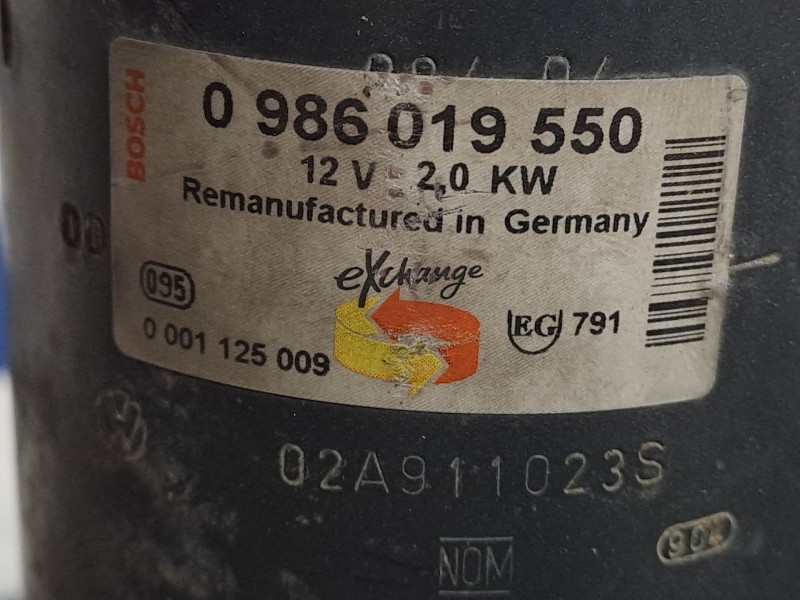 BOSCH
0 986 019 550
12 V 2,0 KW
Remanufactured in Germany
eXchange
095
EG 791
0 001 125 009
02A911023S
NOM